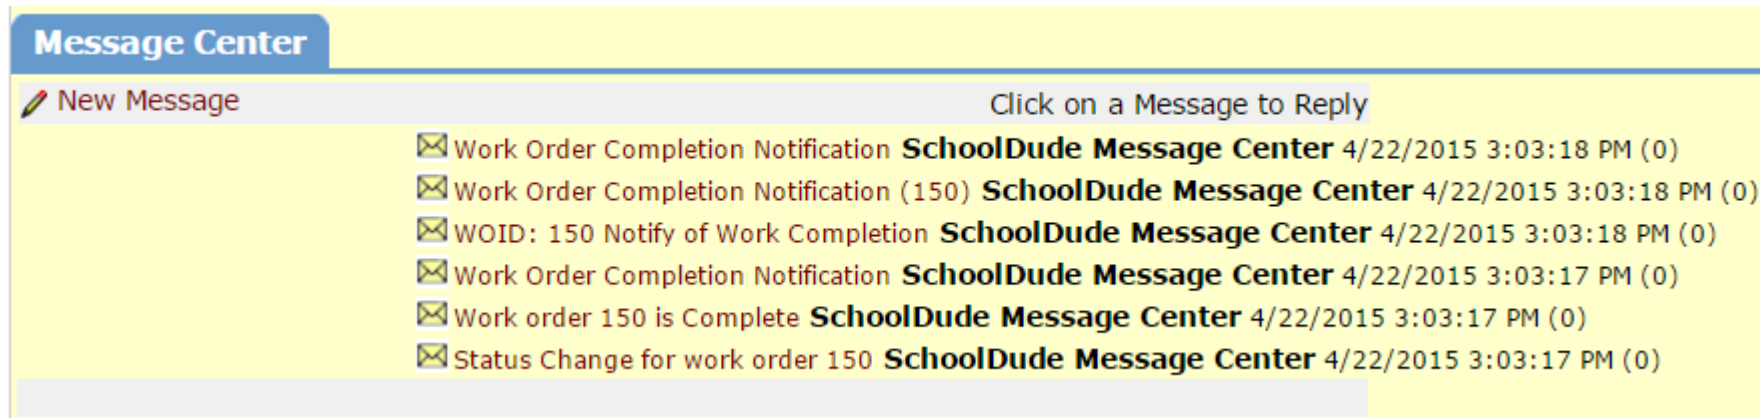 Message Center
New Message Click on a Message to Reply
Work Order Completion Notification SchoolDude Message Center 4/22/2015 3:03:18 PM (0)
Work Order Completion Notification (150) SchoolDude Message Center 4/22/2015 3:03:18 PM (0)
WOID: 150 Notify of Work Completion SchoolDude Message Center 4/22/2015 3:03:18 PM (0)
Work Order Completion Notification SchoolDude Message Center 4/22/2015 3:03:17 PM (0)
Work order 150 is Complete SchoolDude Message Center 4/22/2015 3:03:17 PM (0)
Status Change for work order 150 SchoolDude Message Center 4/22/2015 3:03:17 PM (0)